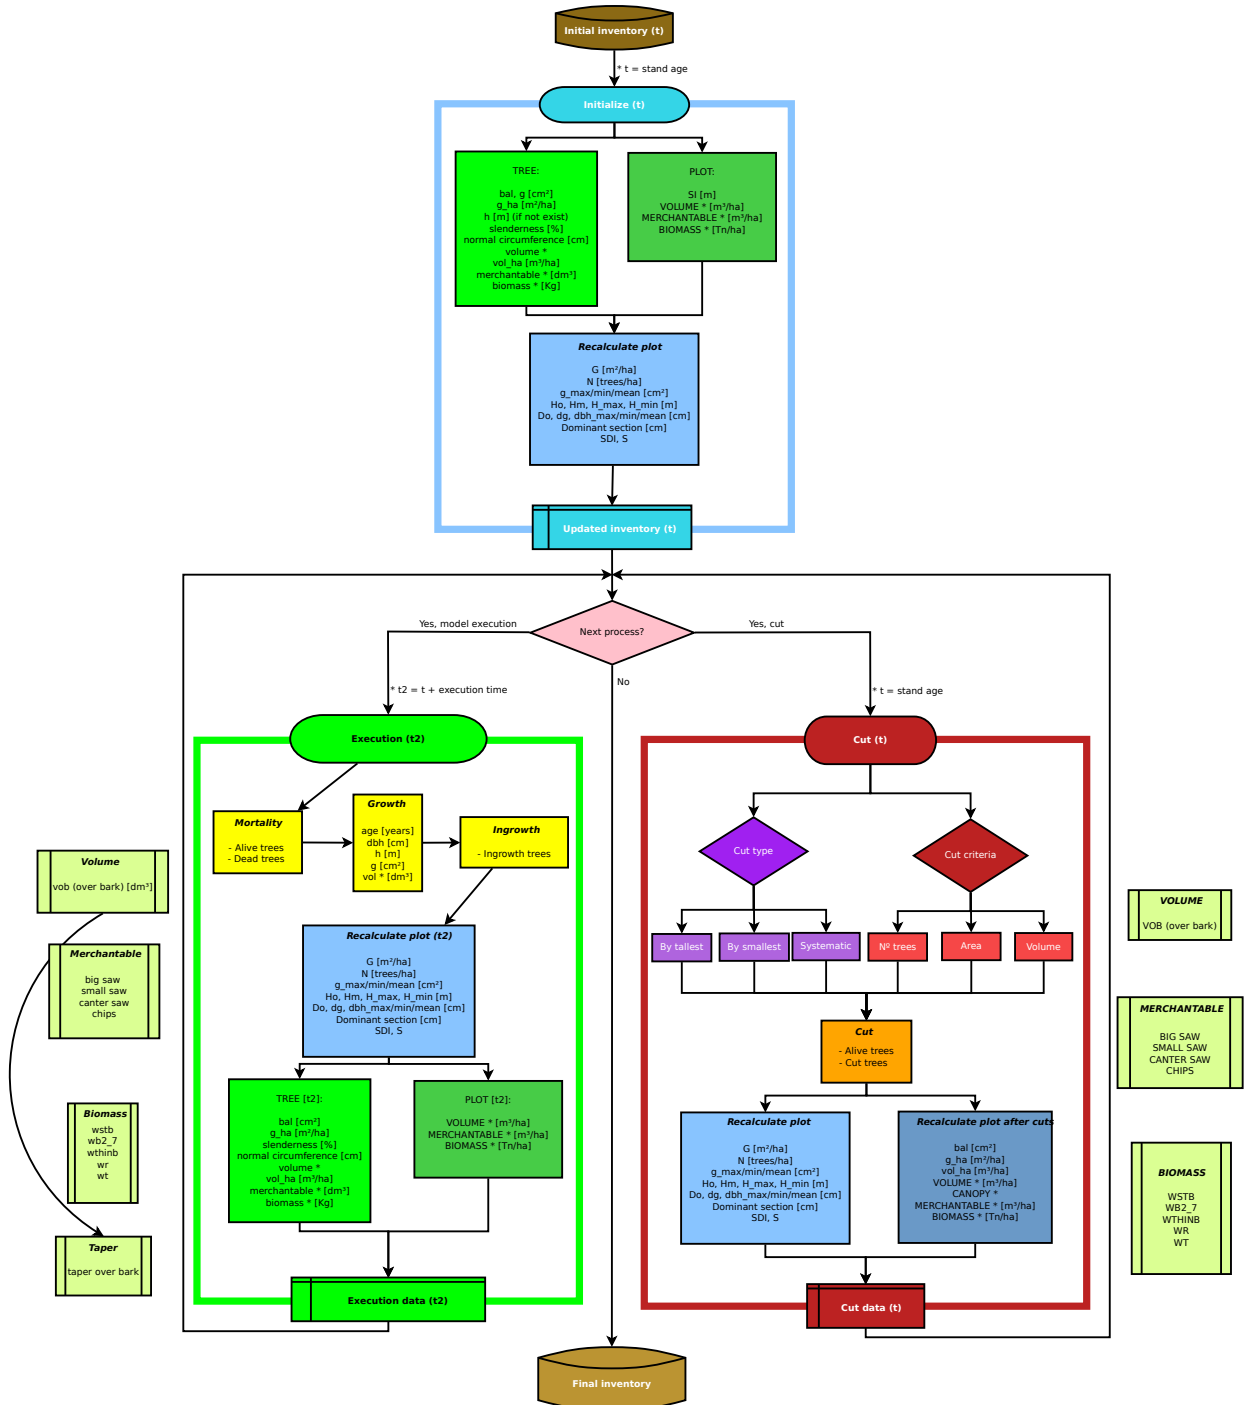 Initial inventory (t)
* t = stand age
Initialize (t)
TREE:
bal, g [cm²]
g_ha [m²/ha]
h [m] (if not exist)
slenderness [%]
normal circumference [cm]
volume *
vol_ha [m³/ha]
merchantable * [dm³]
biomass * [Kg]
PLOT:
SI [m]
VOLUME * [m³/ha]
MERCHANTABLE * [m³/ha]
BIOMASS * [Tn/ha]
Recalculate plot
G [m²/ha]
N [trees/ha]
g_max/min/mean [cm²]
Ho, Hm, H_max, H_min [m]
Do, dg, dbh_max/min/mean [cm]
Dominant section [cm]
SDI, S
Updated inventory (t)
Next process?
Yes, model execution
Yes, cut
No
* t2 = t + execution time
* t = stand age
Execution (t2)
Mortality
- Alive trees
- Dead trees
Growth
age [years]
dbh [cm]
h [m]
g [cm²]
vol * [dm³]
Ingrowth
- Ingrowth trees
Recalculate plot (t2)
G [m²/ha]
N [trees/ha]
g_max/min/mean [cm²]
Ho, Hm, H_max, H_min [m]
Do, dg, dbh_max/min/mean [cm]
Dominant section [cm]
SDI, S
TREE [t2]:
bal [cm²]
g_ha [m²/ha]
slenderness [%]
normal circumference [cm]
volume *
vol_ha [m³/ha]
merchantable * [dm³]
biomass * [Kg]
PLOT [t2]:
VOLUME * [m³/ha]
MERCHANTABLE * [m³/ha]
BIOMASS * [Tn/ha]
Execution data (t2)
Cut (t)
Cut type
Cut criteria
By tallest
By smallest
Systematic
Nº trees
Area
Volume
Cut
- Alive trees
- Cut trees
Recalculate plot
G [m²/ha]
N [trees/ha]
g_max/min/mean [cm²]
Ho, Hm, H_max, H_min [m]
Do, dg, dbh_max/min/mean [cm]
Dominant section [cm]
SDI, S
Recalculate plot after cuts
bal [cm²]
g_ha [m²/ha]
vol_ha [m³/ha]
VOLUME * [m³/ha]
CANOPY *
MERCHANTABLE * [m³/ha]
BIOMASS * [Tn/ha]
Cut data (t)
Volume
vob (over bark) [dm³]
Merchantable
big saw
small saw
canter saw
chips
Biomass
wstb
wb2_7
wthinb
wr
wt
Taper
taper over bark
VOLUME
VOB (over bark)
MERCHANTABLE
BIG SAW
SMALL SAW
CANTER SAW
CHIPS
BIOMASS
WSTB
WB2_7
WTHINB
WR
WT
Final inventory